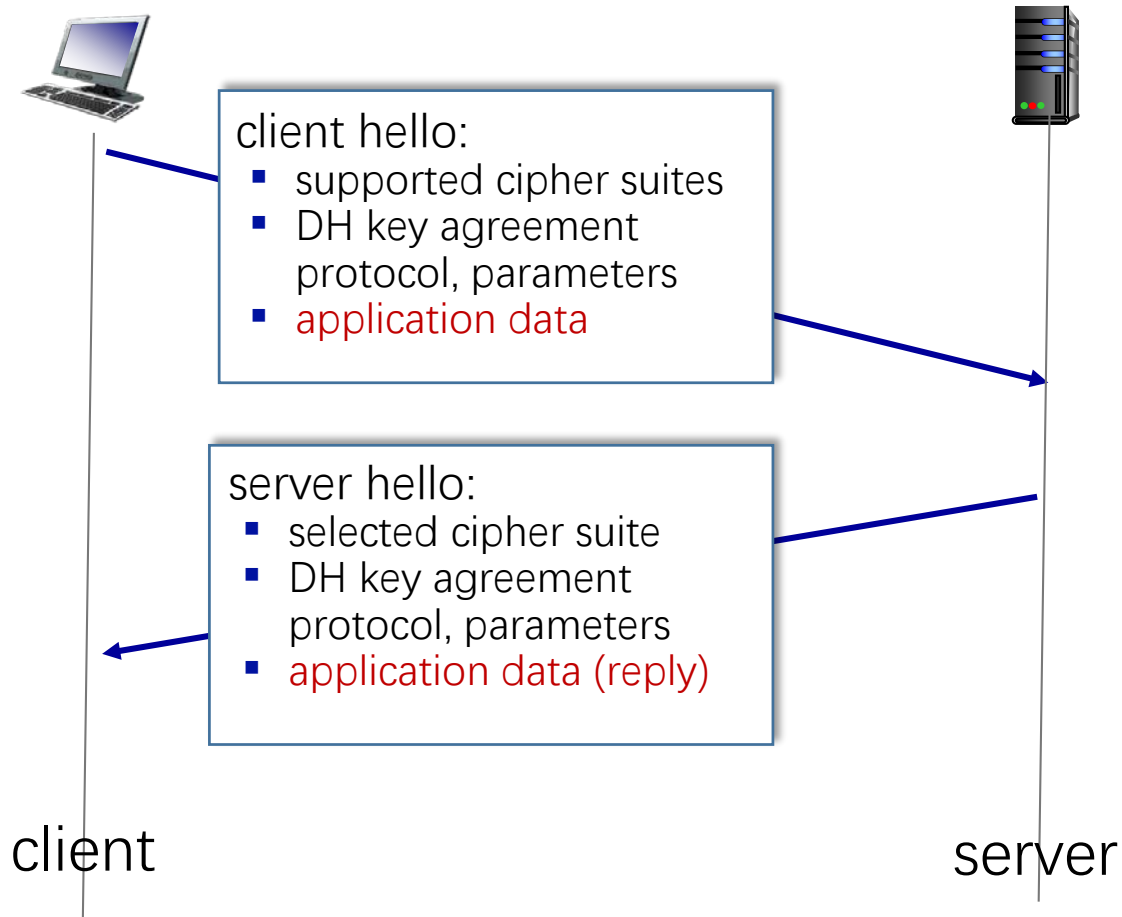 client hello:
▪ supported cipher suites
▪ DH key agreement
protocol, parameters
▪ application data
server hello:
▪ selected cipher suite
▪ DH key agreement
protocol, parameters
▪ application data (reply)
client
server